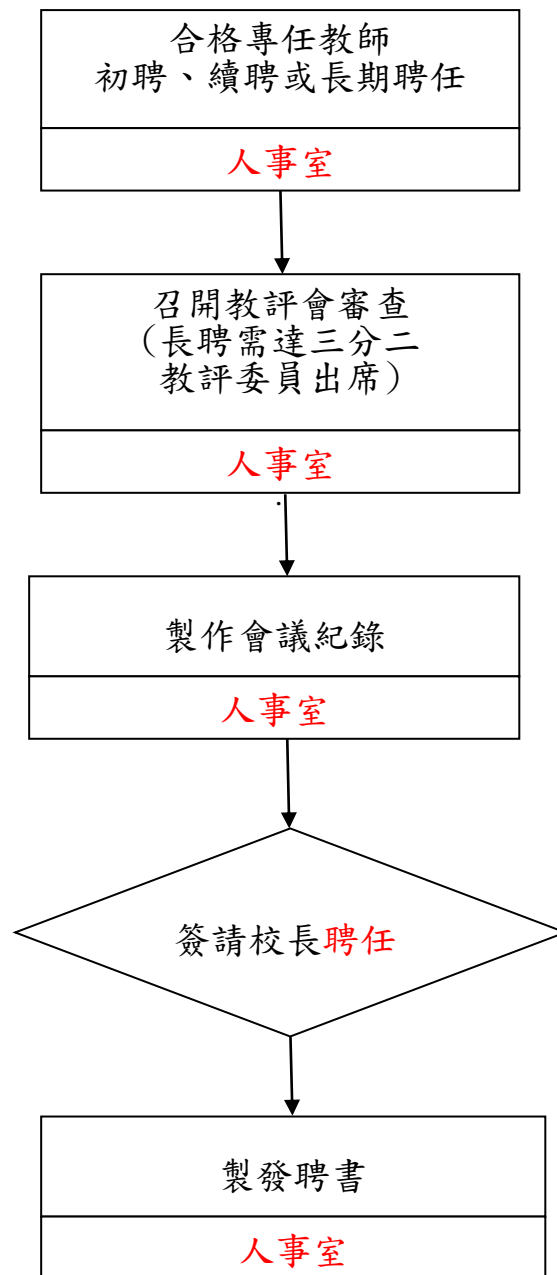 合格專任教師
初聘、續聘或長期聘任
人事室
召開教評會審查
（長聘需達三分二
教評委員出席）
人事室
.
製作會議紀錄
人事室
簽請校長聘任
製發聘書
人事室